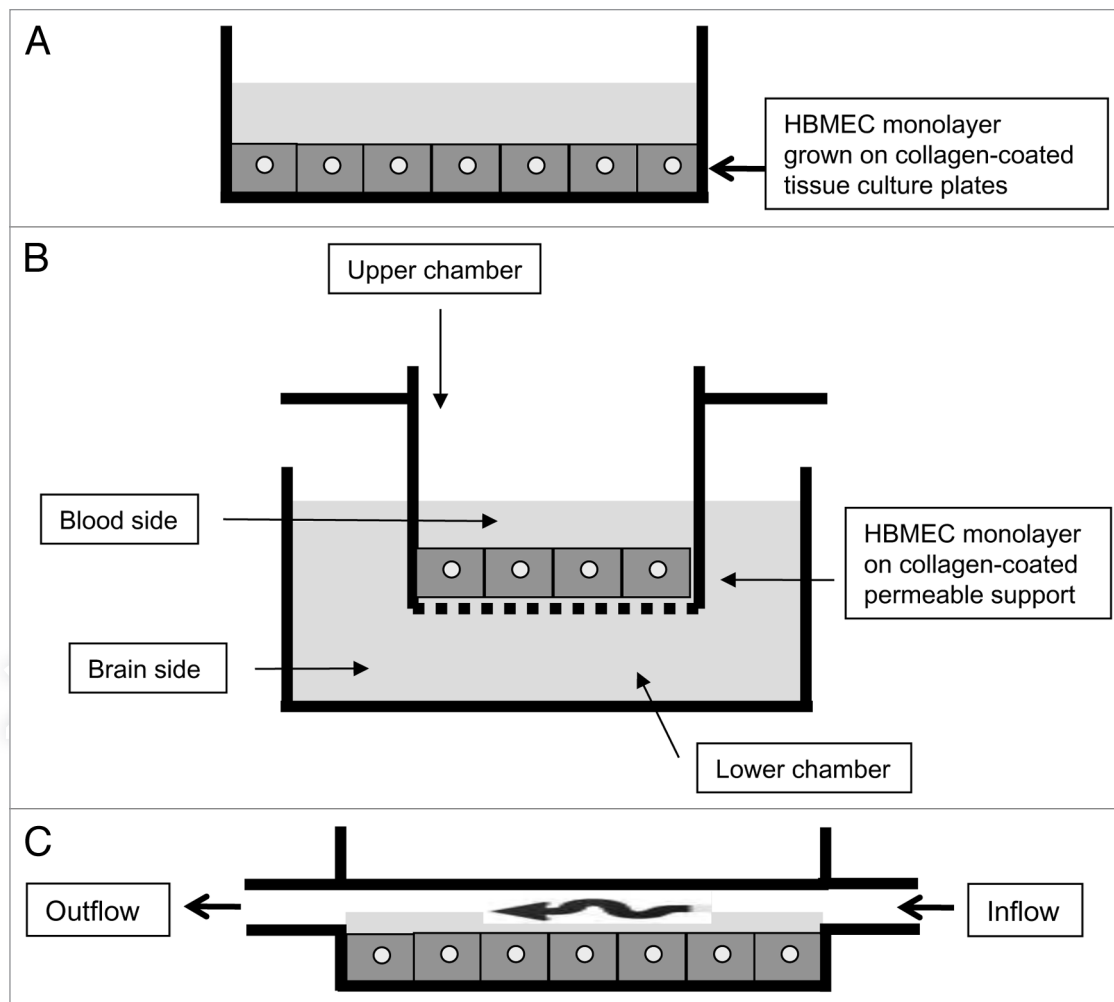 A
HBMEC monolayer
grown on collagen-coated
tissue culture plates
B
Upper chamber
Blood side
HBMEC monolayer
on collagen-coated
permeable support
Brain side
Lower chamber
C
Outflow
Inflow